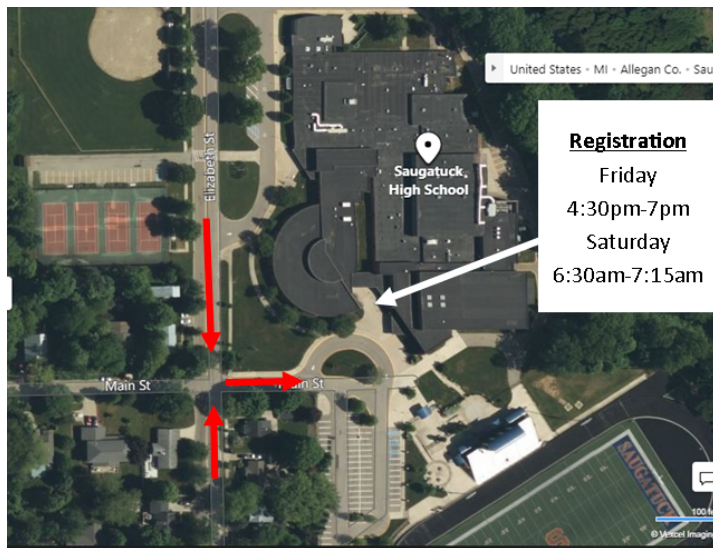 United States • MI • Allegan Co. • Sau
Registration
Friday
4:30pm-7pm
Saturday
6:30am-7:15am
Saugatuck
High School
Elizabeth St
Main St
Main St
SAUGATUCK
S
100 fe
© Vexcel Imaging